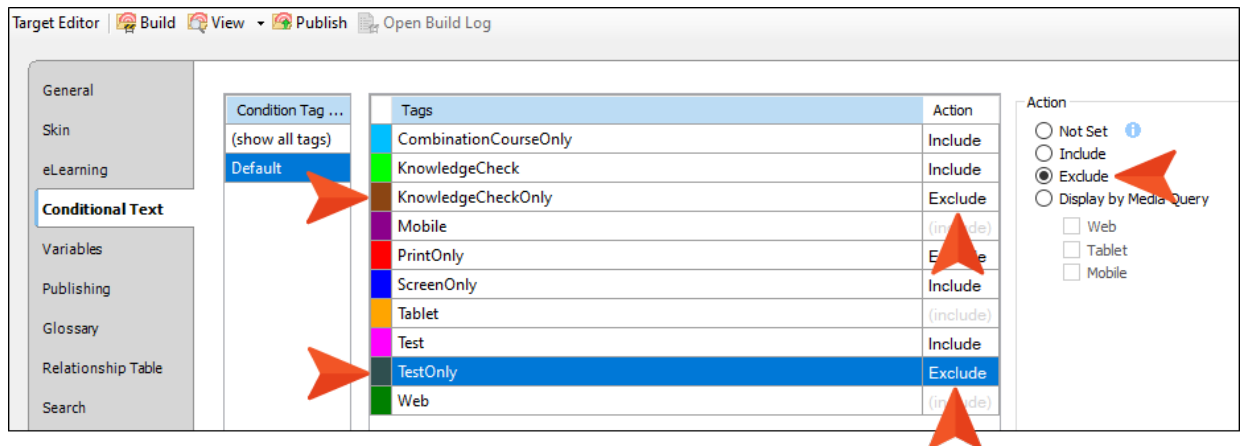 Target Editor Build View Publish Open Build Log
General
Skin
eLearning
Conditional Text
Variables
Publishing
Glossary
Relationship Table
Search
Condition Tag ...
(show all tags)
Default
Tags Action
CombinationCourseOnly Include
KnowledgeCheck Include
KnowledgeCheckOnly Exclude
Mobile
PrintOnly
ScreenOnly Include
Tablet (include)
Test Include
TestOnly Exclude
Web
Action
Not Set
Include
Exclude
Display by Media Query
Web
Tablet
Mobile